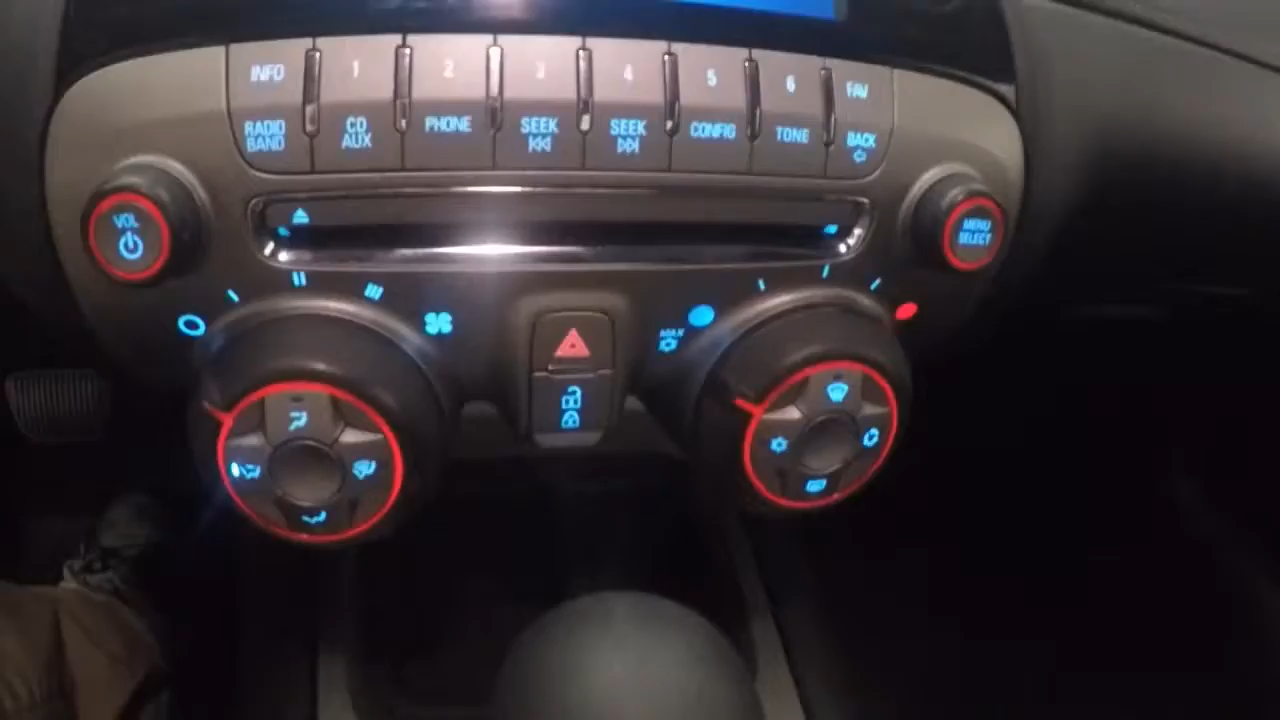 INFO
1
2
3
4
5
6
FAV
RADIO
BAND
CD
AUX
PHONE
SEEK
SEEK
CONFIG
TONE
BACK
VOL
MENU
SELECT
MAX